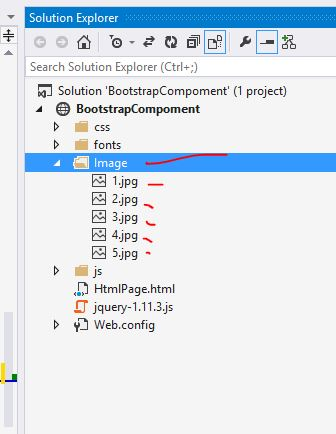 Solution Explorer
Search Solution Explorer (Ctrl+;)
Solution 'BootstrapCompoment' (1 project)
BootstrapCompoment
css
fonts
Image
1.jpg
2.jpg
3.jpg
4.jpg
5.jpg
js
HtmlPage.html
jquery-1.11.3.js
Web.config